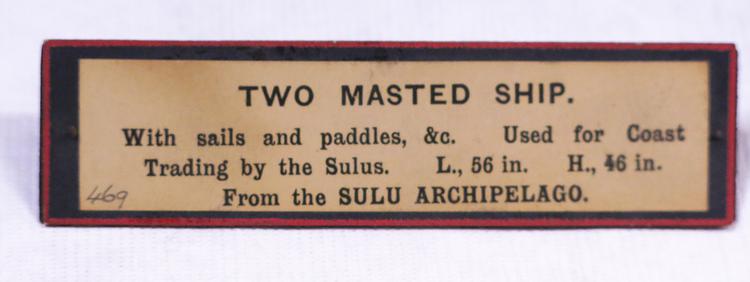 TWO MASTED SHIP.
With sails and paddles, &c. Used for Coast
Trading by the Sulus. L., 56 in. H., 46 in.
From the SULU ARCHIPELAGO.
469